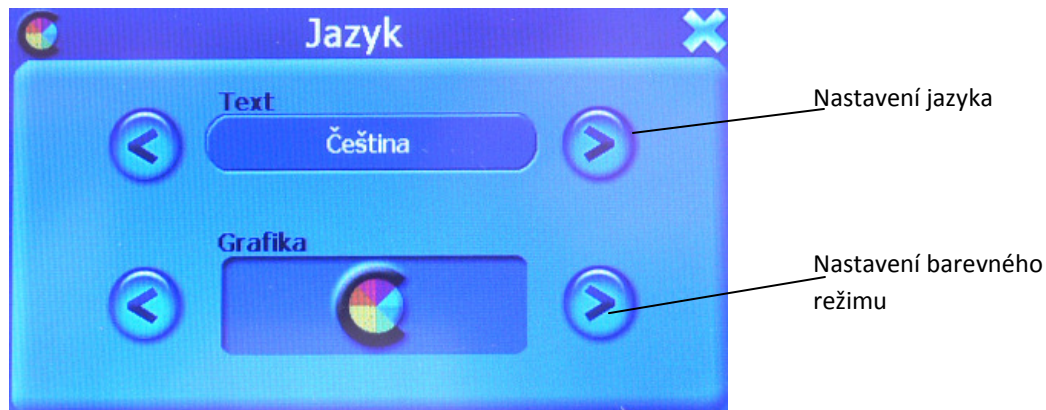 Jazyk
Text
Čeština
Nastavení jazyka
Grafika
Nastavení barevného
režimu